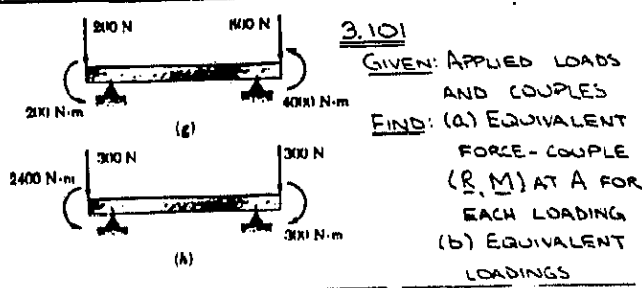 200 N
800 N
200 N·m
4000 N·m
(g)
2400 N·m
300 N
300 N
300 N·m
(h)
3.101
GIVEN: APPLIED LOADS
AND COUPLES
FIND: (a) EQUIVALENT
FORCE-COUPLE
(R, M) AT A FOR
EACH LOADING
(b) EQUIVALENT
LOADINGS